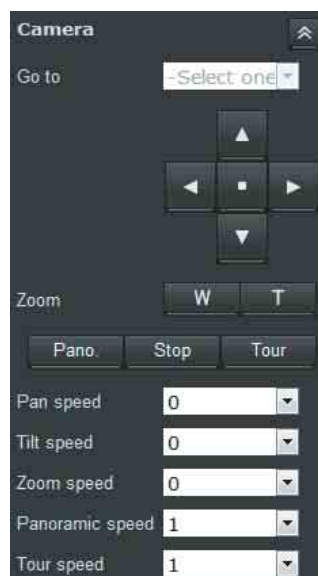 Camera
Go to -Select one
Zoom W T
Pano. Stop Tour
Pan speed 0
Tilt speed 0
Zoom speed 0
Panoramic speed 1
Tour speed 1